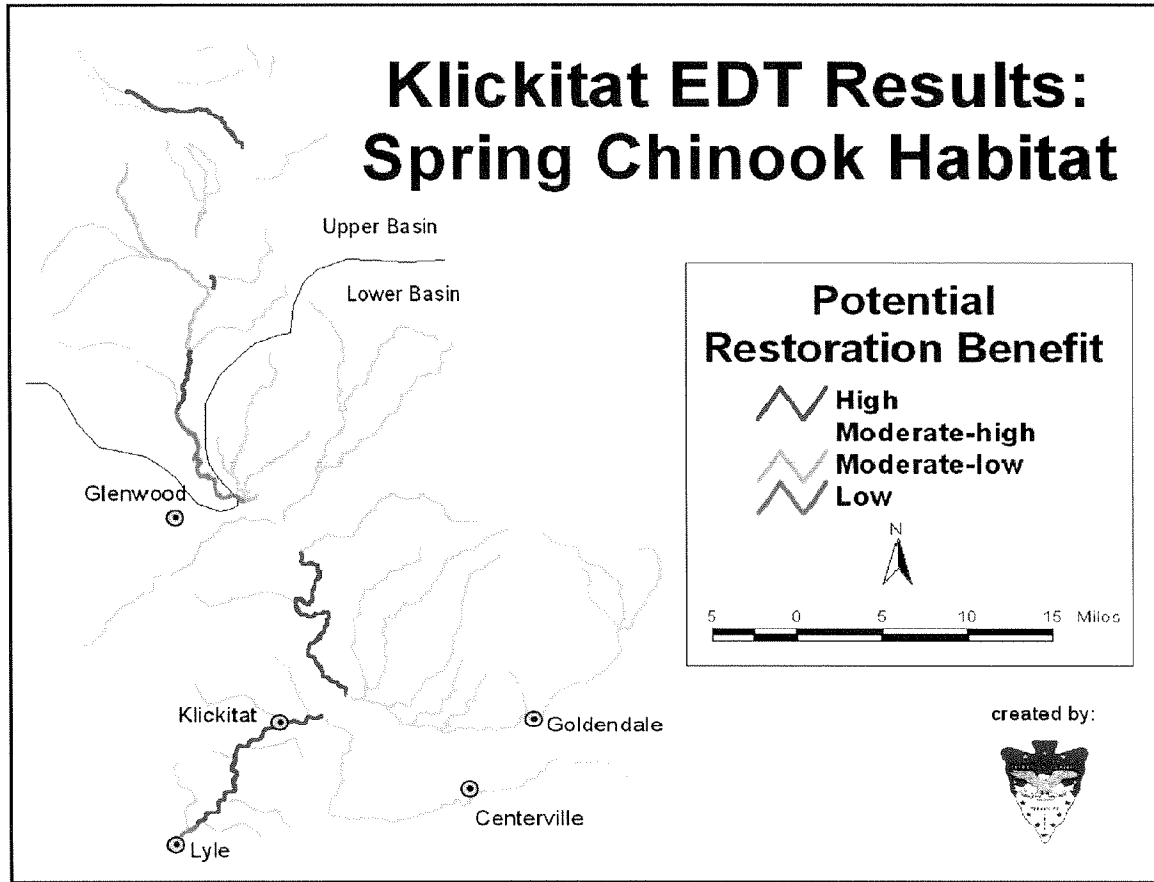 Klickitat EDT Results:
Spring Chinook Habitat
Upper Basin
Lower Basin
Potential
Restoration Benefit
High
Moderate-high
Moderate-low
Low
N
5 0 5 10 15 Miles
Glenwood
Klickitat
Goldendale
Centerville
Lyle
created by: